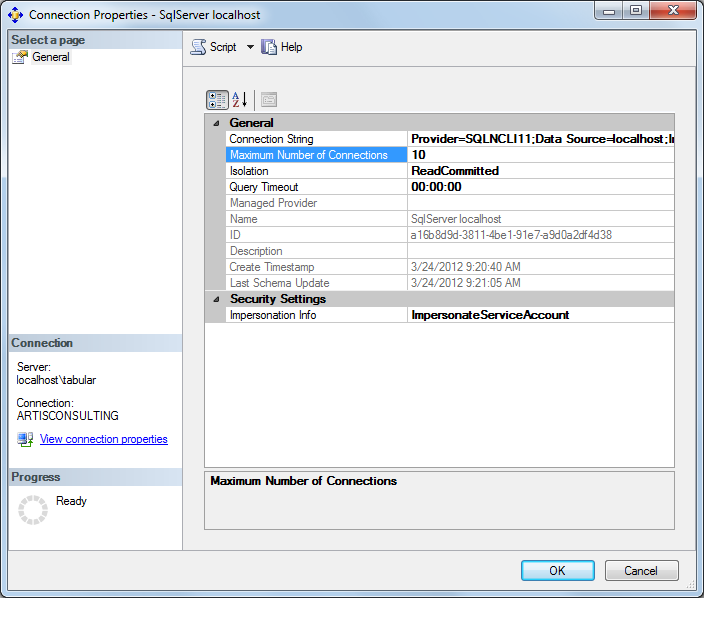 Connection Properties - SqlServer localhost
Select a page
General
Script
Help
General
Connection String Provider=SQLNCLI11;Data Source=localhost;
Maximum Number of Connections 10
Isolation ReadCommitted
Query Timeout 00:00:00
Managed Provider
Name SqlServer localhost
ID a16b8d9d-3811-4be1-91e7-a9d0a2df4d38
Description
Create Timestamp 3/24/2012 9:20:40 AM
Last Schema Update 3/24/2012 9:21:05 AM
Security Settings
Impersonation Info ImpersonateServiceAccount
Connection
Server:
localhost\tabular
Connection:
ARTISCONSULTING
View connection properties
Progress
Ready
Maximum Number of Connections
OK
Cancel